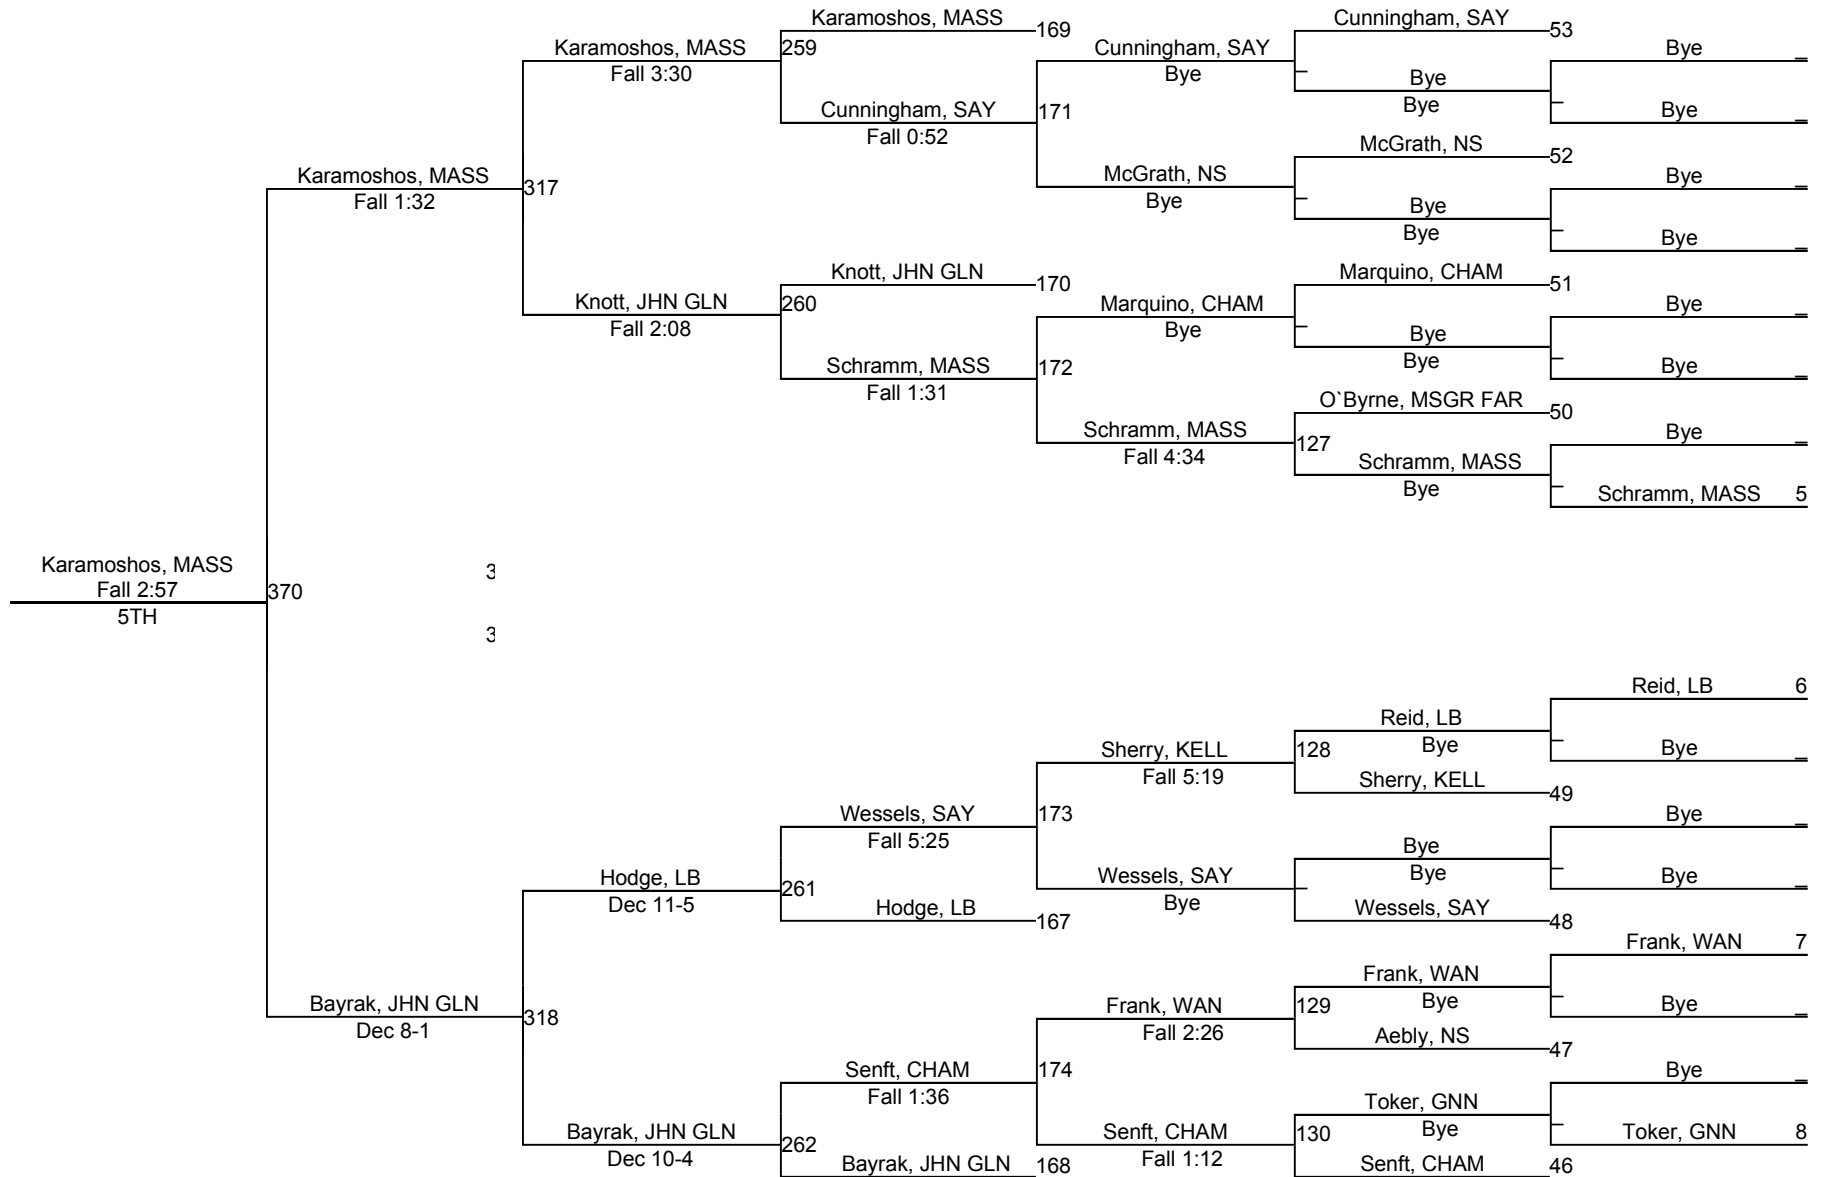 Karamoshos, MASS
169
Cunningham, SAY
53
Karamoshos, MASS
259
Fall 3:30
Cunningham, SAY
Bye
Bye
_
_
Bye
Bye
Cunningham, SAY
171
Fall 0:52
_
Bye
_
McGrath, NS
52
Karamoshos, MASS
317
Fall 1:32
McGrath, NS
Bye
Bye
_
_
Bye
Bye
_
Bye
_
Knott, JHN GLN
170
Marquino, CHAM
51
Knott, JHN GLN
260
Fall 2:08
Marquino, CHAM
Bye
Bye
_
_
Bye
Bye
Schramm, MASS
172
Fall 1:31
_
Bye
_
O`Byrne, MSGR FAR
50
Schramm, MASS
127
Fall 4:34
Bye
_
Schramm, MASS
Bye
_
Schramm, MASS 5
Karamoshos, MASS
Fall 2:57
370
5TH
3
3
Reid, LB 6
Reid, LB
Bye
_
Sherry, KELL
128
Fall 5:19
Bye
_
Sherry, KELL
49
Wessels, SAY
173
Fall 5:25
Bye
_
Bye
Bye
_
Hodge, LB
261
Dec 11-5
Wessels, SAY
_
Bye
Bye
_
Hodge, LB
167
Wessels, SAY
48
Frank, WAN 7
Frank, WAN
Bye
_
Bayrak, JHN GLN
318
Dec 8-1
Frank, WAN
129
Fall 2:26
Bye
_
Aebly, NS
47
Senft, CHAM
174
Fall 1:36
Bye
_
Toker, GNN
Bye
_
Bayrak, JHN GLN
262
Dec 10-4
Senft, CHAM
130
Fall 1:12
Toker, GNN 8
Bayrak, JHN GLN
168
Senft, CHAM
46